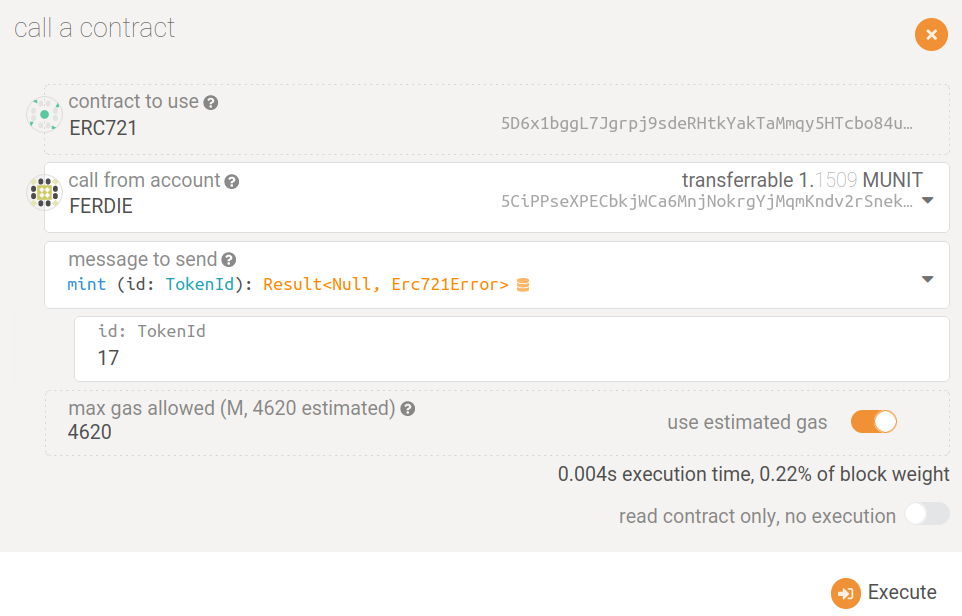 call a contract
contract to use
ERC721
5D6x1bggL7Jgrpj9sdeRHtkYakTaMmqy5HTcbo84u…
call from account
transferrable 1.1509 MUNIT
FERDIE
5CiPPseXPECbkjWCa6MnjNokrgYjMqmKndv2rSnek…
message to send
mint (id: TokenId): Result<Null, Erc721Error>
id: TokenId
17
max gas allowed (M, 4620 estimated)
4620
use estimated gas
0.004s execution time, 0.22% of block weight
read contract only, no execution
Execute